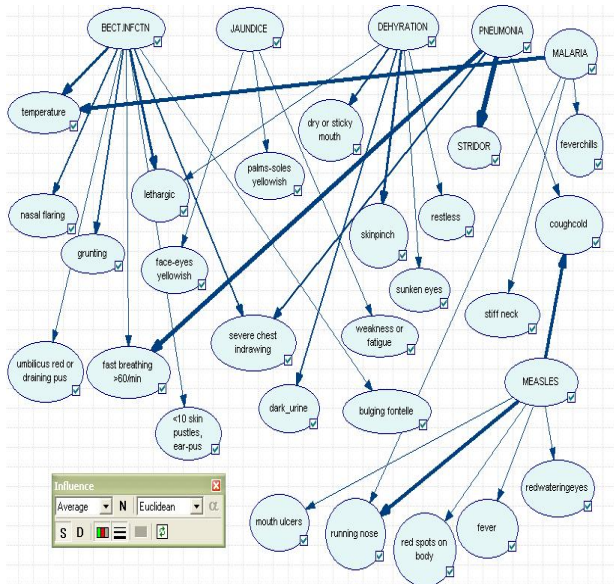 BECT.INFCTN
JAUNDICE
DEHYRATION
PNEUMONIA
MALARIA
temperature
dry or sticky
mouth
STRIDOR
feverchills
palms-soles
yellowish
lethargic
nasal flaring
restless
coughcold
skinpinch
grunting
face-eyes
yellowish
sunken eyes
stiff neck
severe chest
indrawing
weakness or
fatigue
umbilicus red or
draining pus
fast breathing
>60/min
MEASLES
dark_urine
bulging fontelle
<10 skin
pustles,
ear-pus
redwateringeyes
Influence
Average
N
Euclidean
α
S
D
mouth ulcers
running nose
red spots on
body
fever